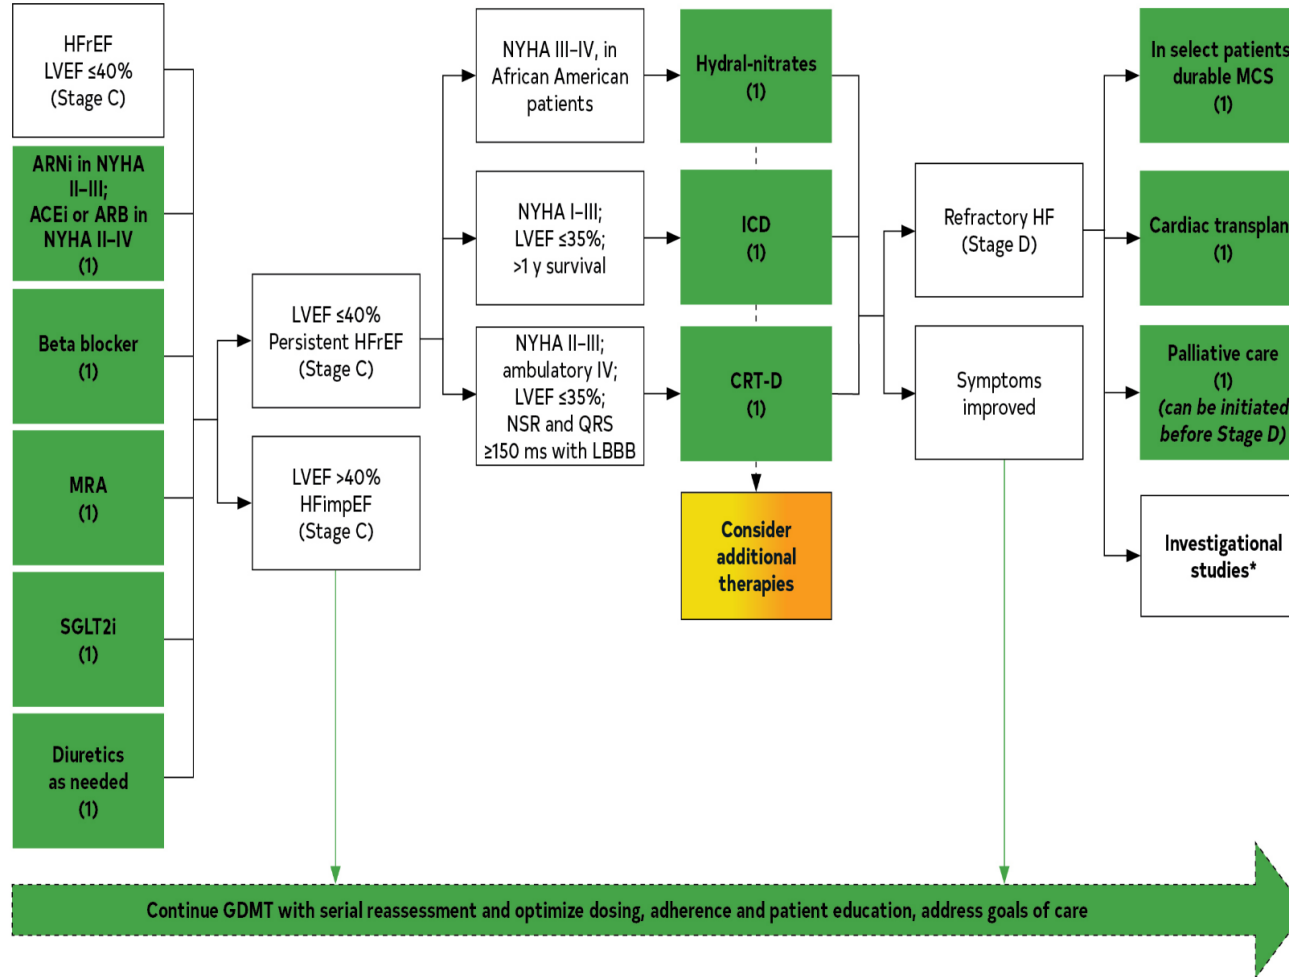 HFrEF
LVEF ≤40%
(Stage C)
ARNi in NYHA
II–III;
ACEi or ARB in
NYHA II–IV
(1)
Beta blocker
(1)
MRA
(1)
SGLT2i
(1)
Diuretics
as needed
(1)
LVEF ≤40%
Persistent HFrEF
(Stage C)
LVEF >40%
HFimpEF
(Stage C)
NYHA III–IV, in
African American
patients
NYHA I–III;
LVEF ≤35%;
>1 y survival
NYHA II–III;
ambulatory IV;
LVEF ≤35%;
NSR and QRS
≥150 ms with LBBB
Hydral-nitrates
(1)
ICD
(1)
CRT-D
(1)
Consider
additional
therapies
Refractory HF
(Stage D)
Symptoms
improved
In select patients
durable MCS
(1)
Cardiac transplan
(1)
Palliative care
(1)
(can be initiated
before Stage D)
Investigational
studies*
Continue GDMT with serial reassessment and optimize dosing, adherence and patient education, address goals of care